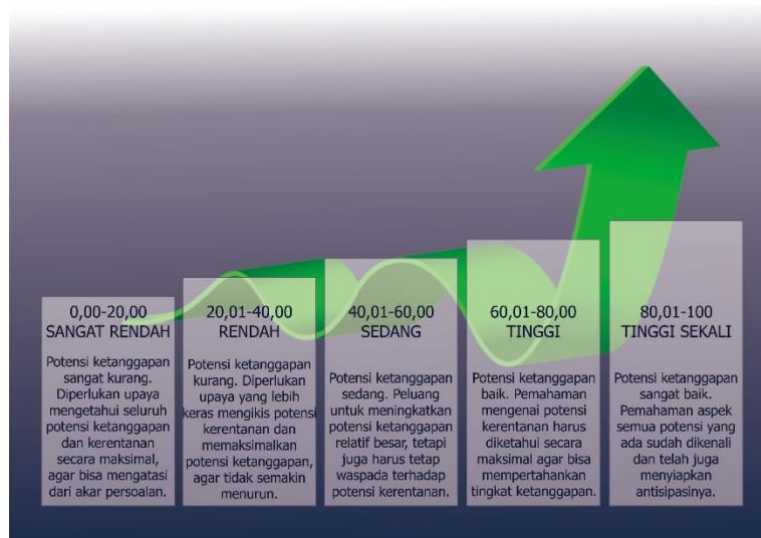 0,00-20,00
SANGAT RENDAH
Potensi ketanggapan
sangat kurang.
Diperlukan upaya
mengetahui seluruh
potensi ketanggapan
dan kerentanan
secara maksimal,
agar bisa mengatasi
dari akar persoalan.
20,01-40,00
RENDAH
Potensi ketanggapan
kurang. Diperlukan
upaya yang lebih
keras mengikis potensi
kerentanan dan
memaksimalkan
potensi ketanggapan,
agar tidak semakin
menurun.
40,01-60,00
SEDANG
Potensi ketanggapan
sedang. Peluang
untuk meningkatkan
potensi ketanggapan
relatif besar, tetapi
juga harus tetap
waspada terhadap
potensi kerentanan.
60,01-80,00
TINGGI
Potensi ketanggapan
baik. Pemahaman
mengenai potensi
kerentanan harus
diketahui secara
maksimal agar bisa
mempertahankan
tingkat ketanggapan.
80,01-100
TINGGI SEKALI
Potensi ketanggapan
sangat baik.
Pemahaman aspek
semua potensi yang
ada sudah dikenali
dan telah juga
menyiapkan
antisipasinya.